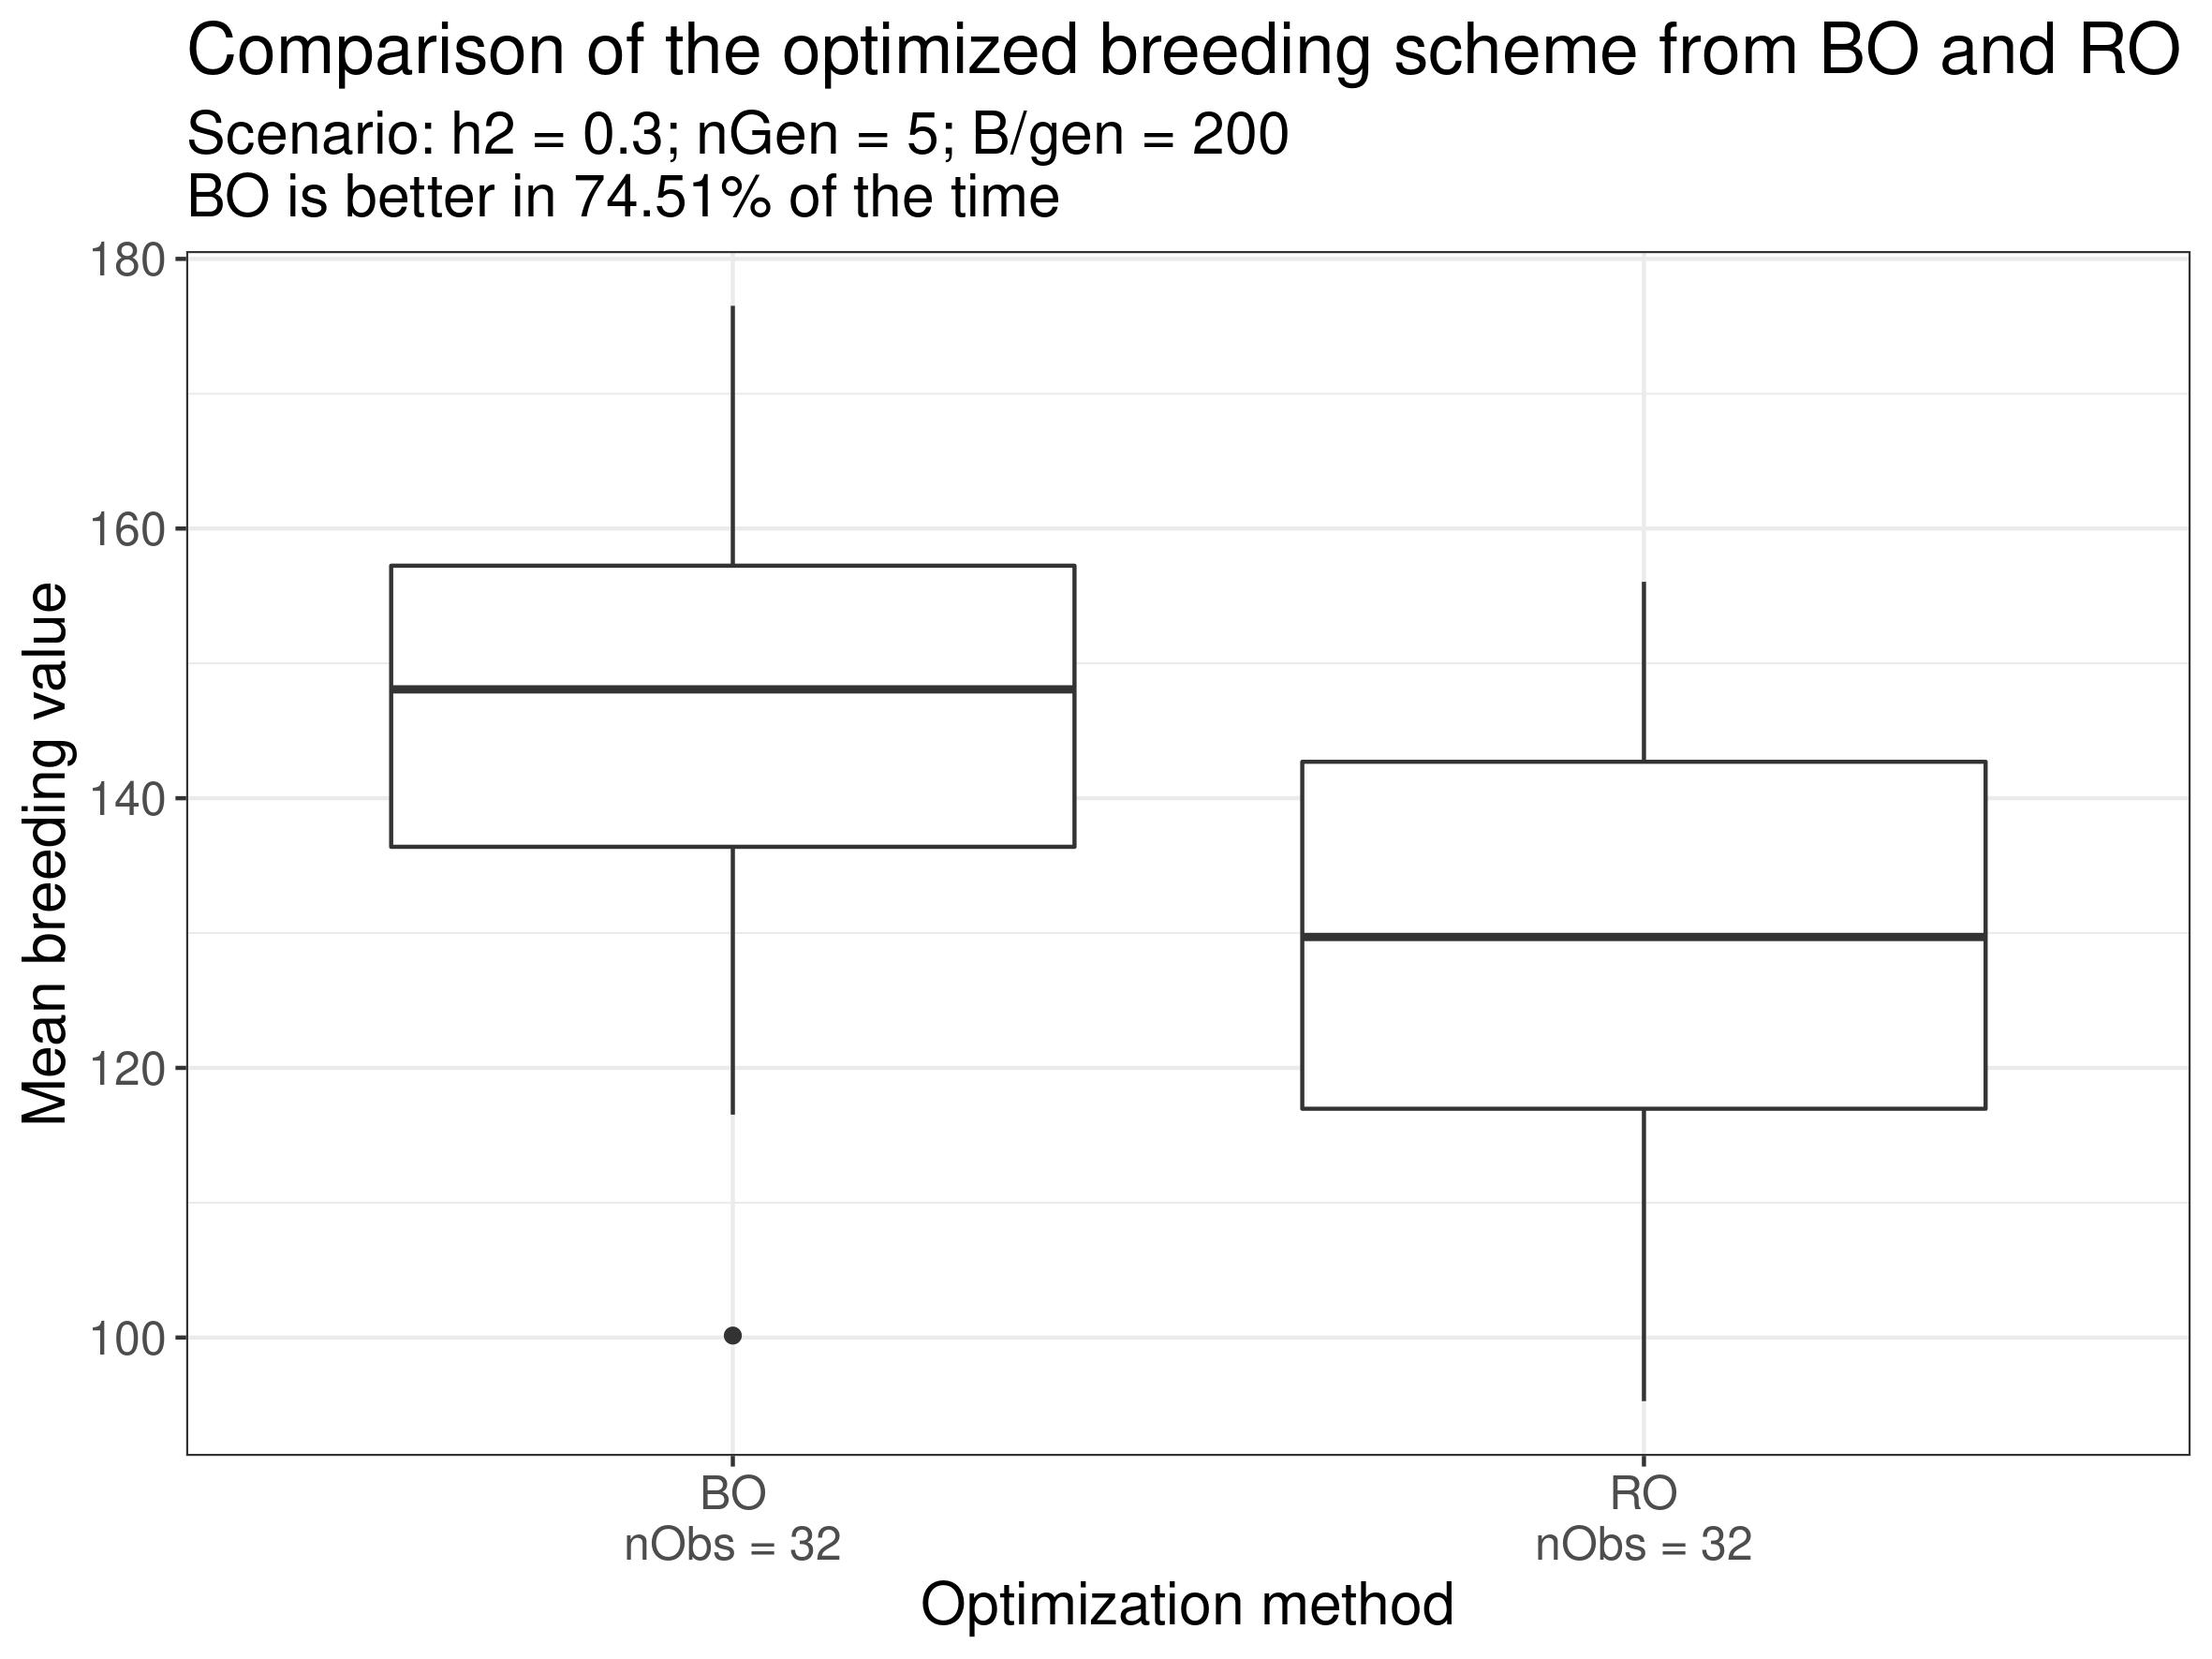 Comparison of the optimized breeding scheme from BO and RO
Scenario: h2 = 0.3; nGen = 5; B/gen = 200
BO is better in 74.51% of the time
Mean breeding value
180
160
140
120
100
BO
nObs = 32
RO
nObs = 32
Optimization method